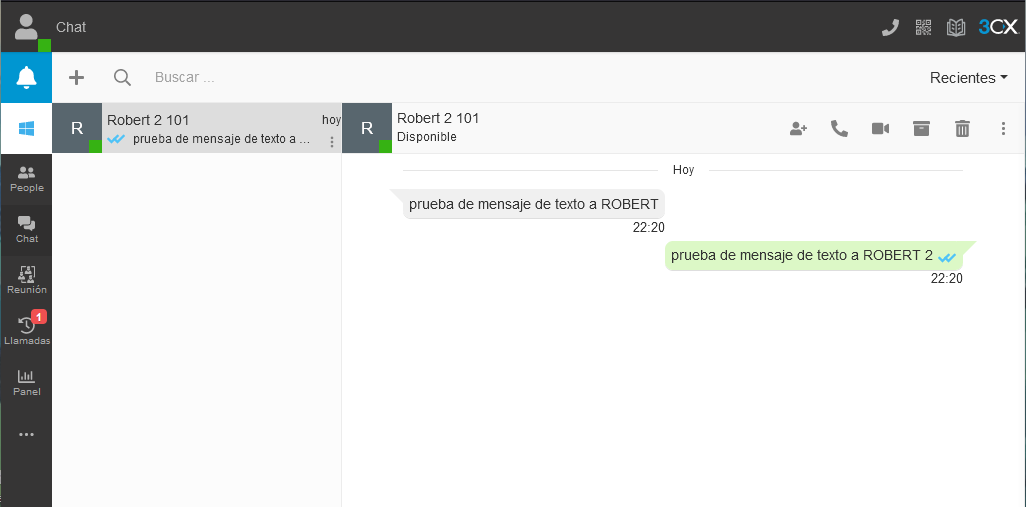 Chat
3CX
Buscar ...
Recientes
R
Robert 2 101
hoy
prueba de mensaje de texto a ...
R
Robert 2 101
Disponible
People
Chat
Reunión
1
Llamadas
Panel
Hoy
prueba de mensaje de texto a ROBERT
22:20
prueba de mensaje de texto a ROBERT 2
22:20